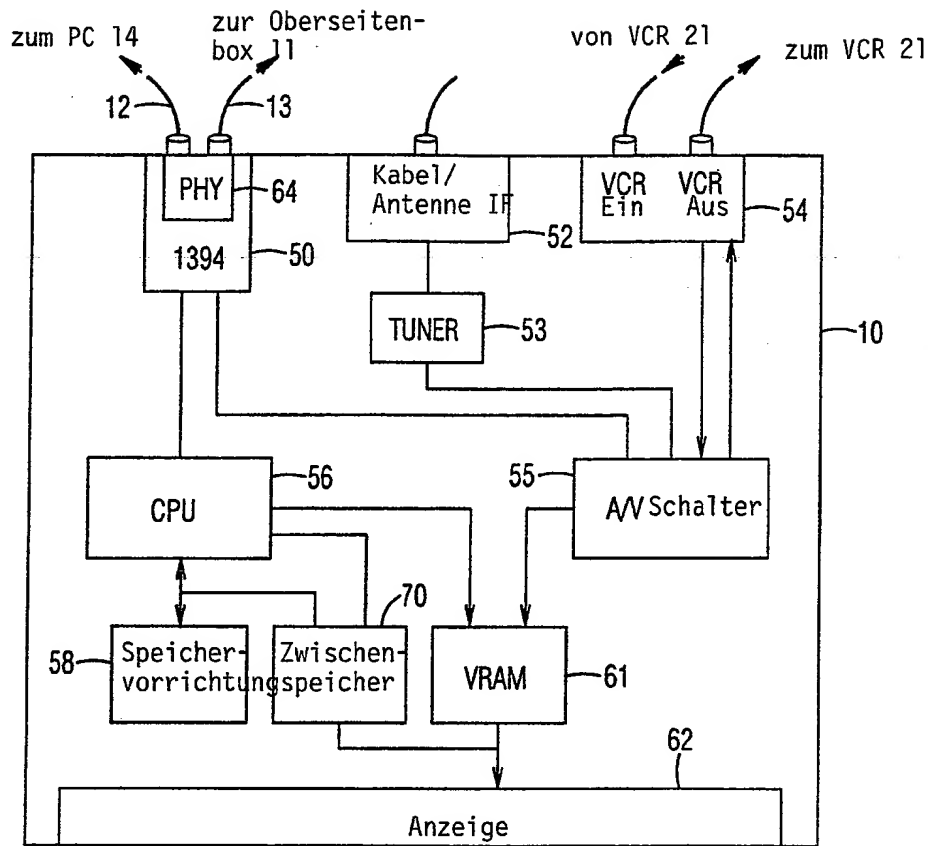 zum PC 14
zur Oberseiten-
box 11
von VCR 21
zum VCR 21
12
13
PHY
64
1394
50
Kabel/
Antenne IF
52
VCR
Ein
VCR
Aus
54
TUNER
53
10
56
CPU
55
A/V Schalter
58
Speicher-
vorrichtung
70
Zwischen-
speicher
VRAM
61
62
Anzeige